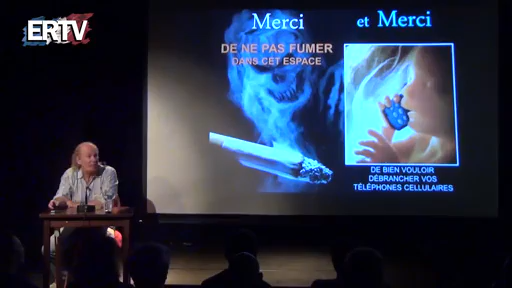 ERTV
Merci
DE NE PAS FUMER
DANS CET ESPACE
et Merci
DE BIEN VOULOIR
DÉBRANCHER VOS
TÉLÉPHONES CELLULAIRES